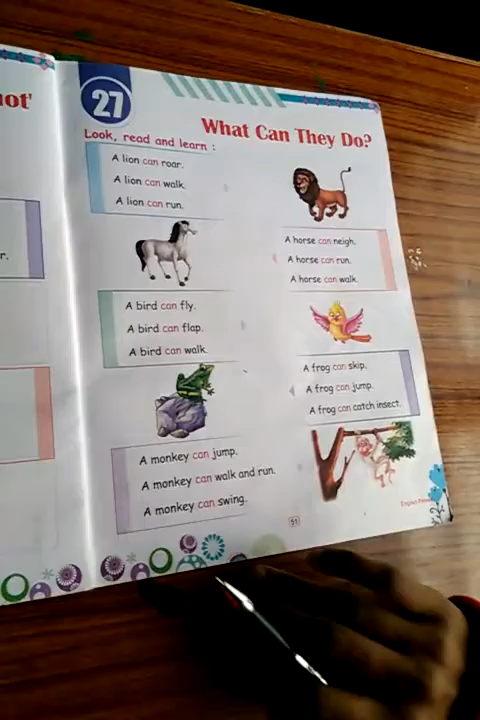 not'
r.
27
What Can They Do?
Look, read and learn :
A lion can roar.
A lion can walk.
A lion can run.
A horse can neigh.
A horse can run.
A horse can walk.
A bird can fly.
A bird can flap.
A bird can walk.
A frog can skip.
A frog can jump.
A frog can catch insect.
A monkey can jump.
A monkey can walk and run.
A monkey can swing.
51
English